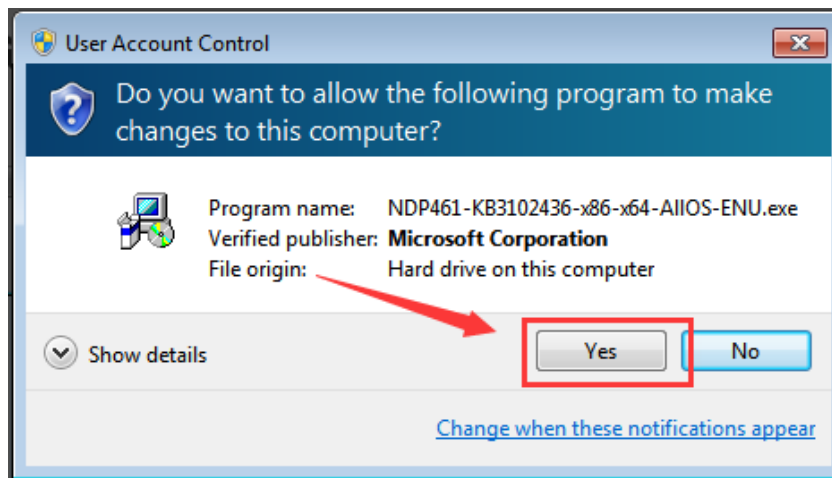 User Account Control
Do you want to allow the following program to make
changes to this computer?
Program name: NDP461-KB3102436-x86-x64-AllOS-ENU.exe
Verified publisher: Microsoft Corporation
File origin: Hard drive on this computer
Show details
Yes
No
Change when these notifications appear